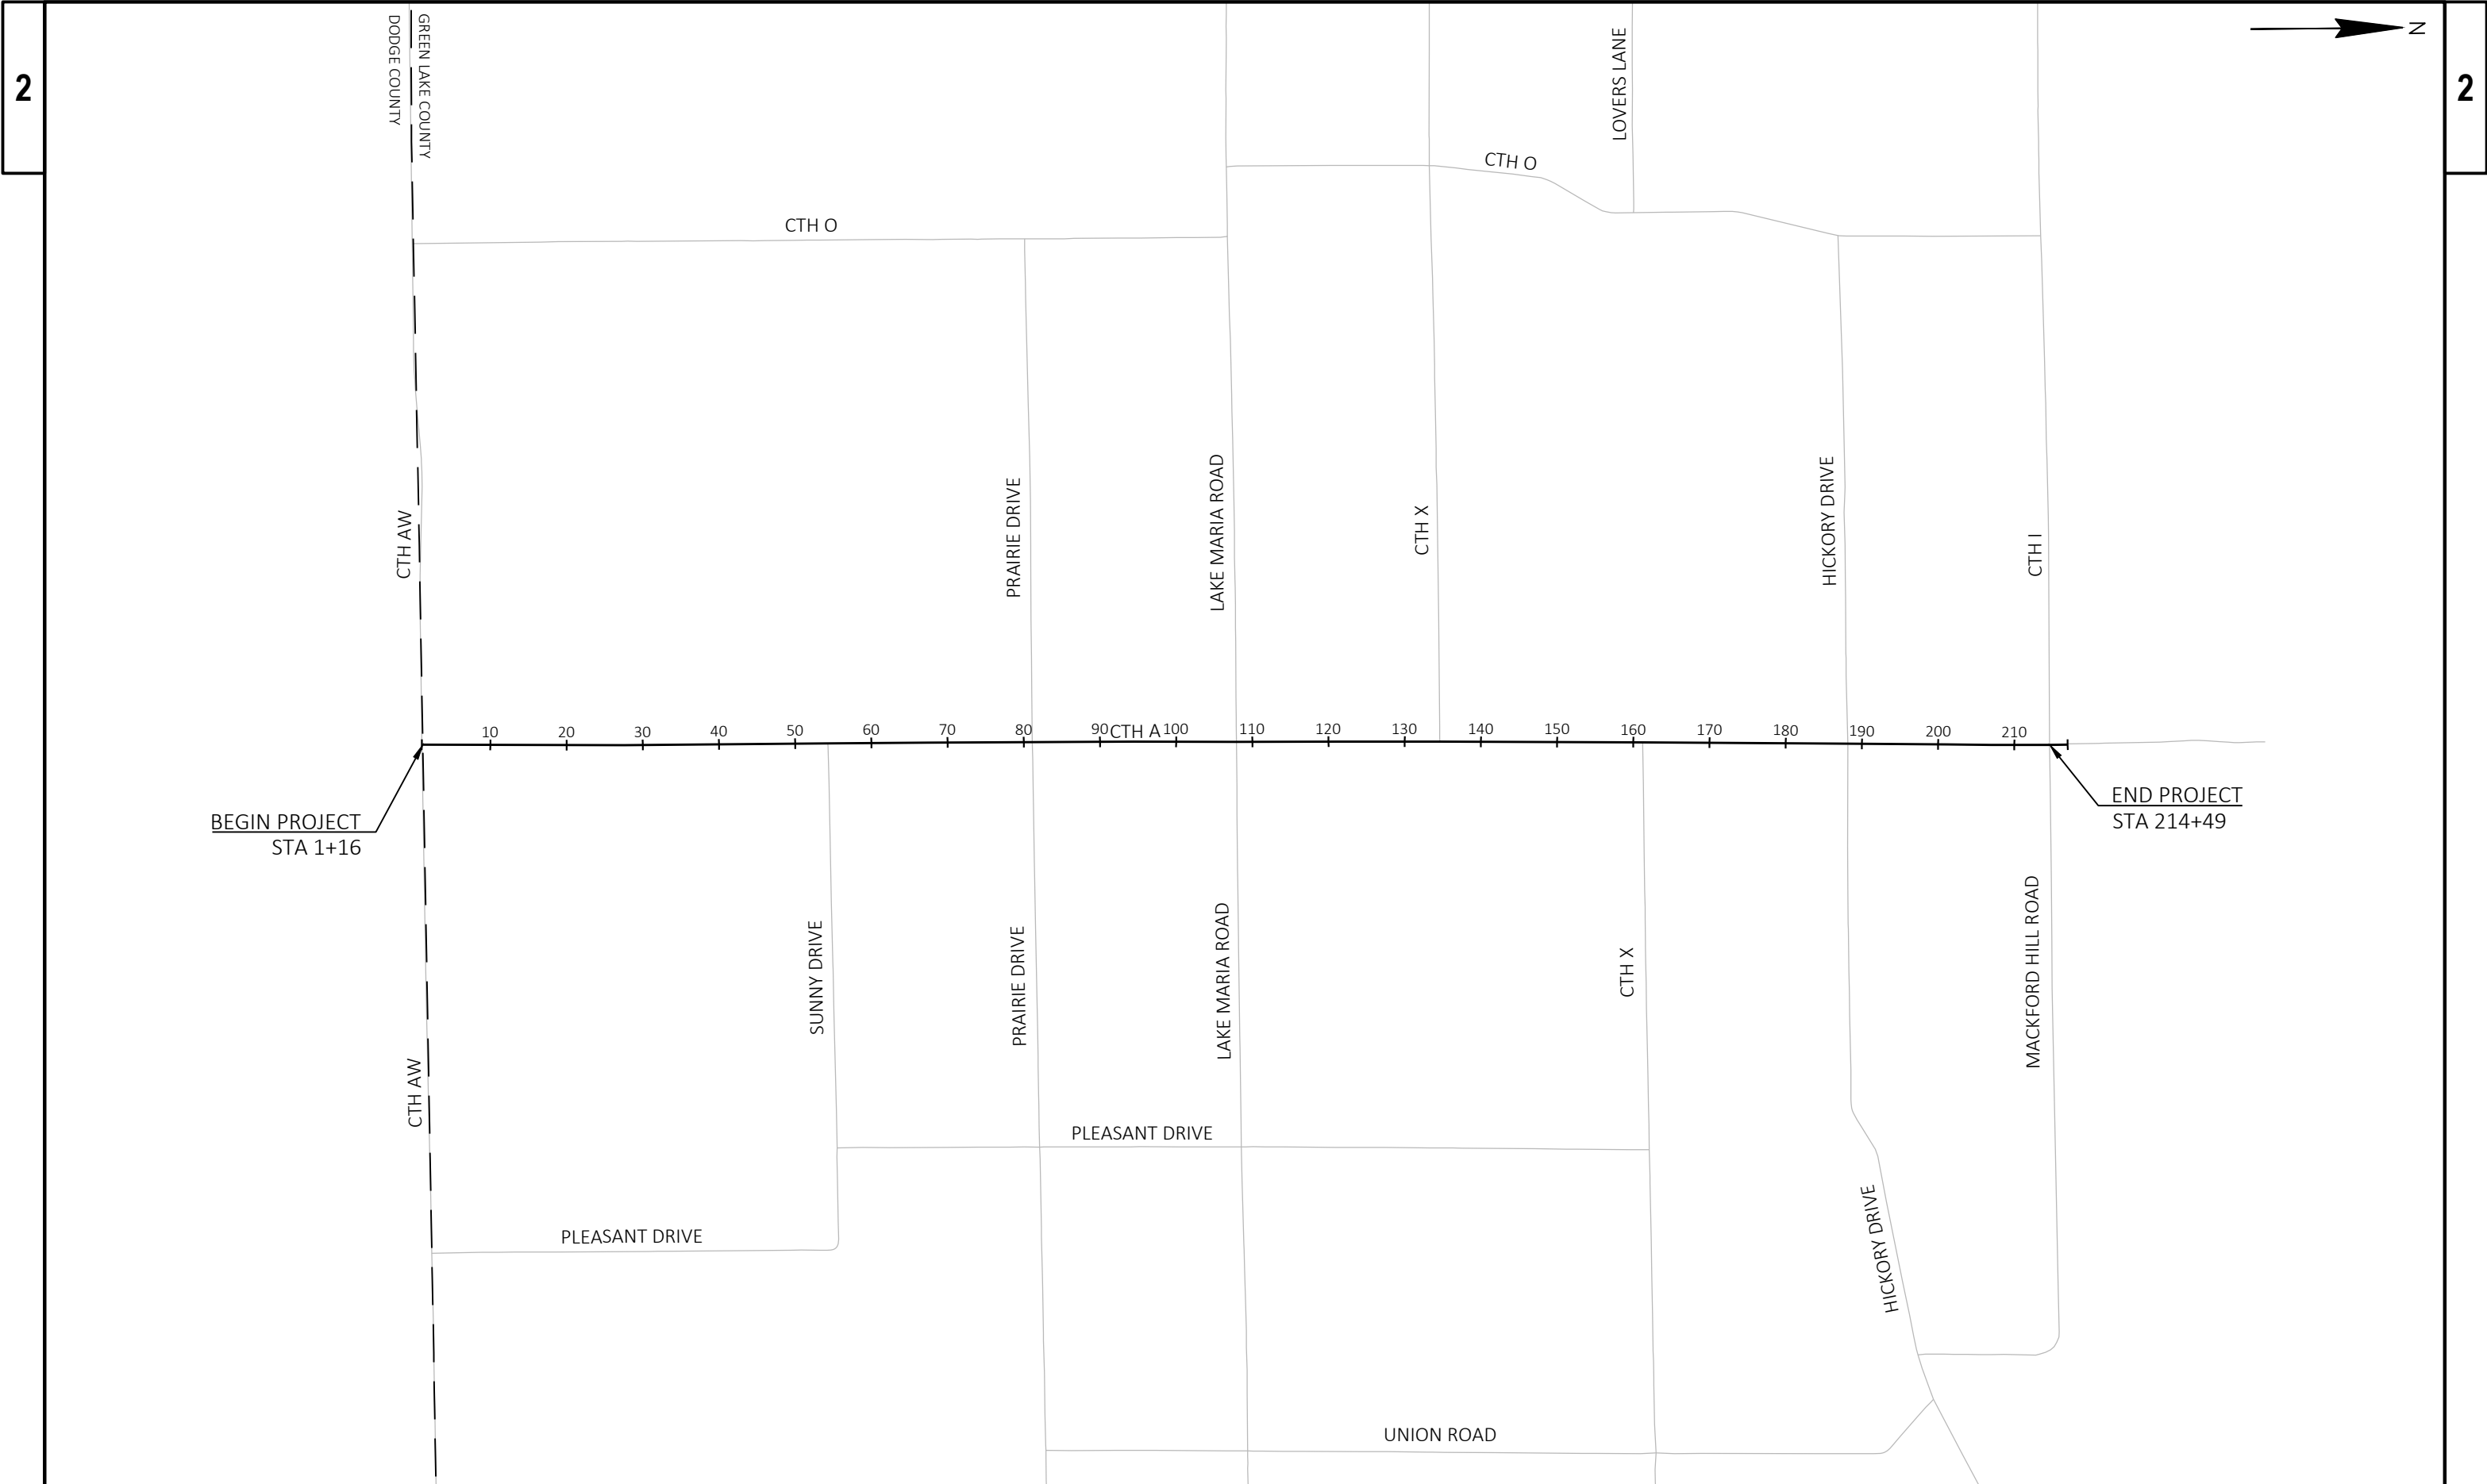 2
DODGE COUNTY
GREEN LAKE COUNTY
LOVERS LANE
N
2
CTH O
CTH O
CTH AW
PRAIRIE DRIVE
LAKE MARIA ROAD
CTH X
HICKORY DRIVE
CTH I
10 20 30 40 50 60 70 80 90 CTH A 100 110 120 130 140 150 160 170 180 190 200 210
BEGIN PROJECT
STA 1+16
END PROJECT
STA 214+49
SUNNY DRIVE
PRAIRIE DRIVE
LAKE MARIA ROAD
CTH X
MACKFORD HILL ROAD
CTH AW
PLEASANT DRIVE
PLEASANT DRIVE
HICKORY DRIVE
UNION ROAD